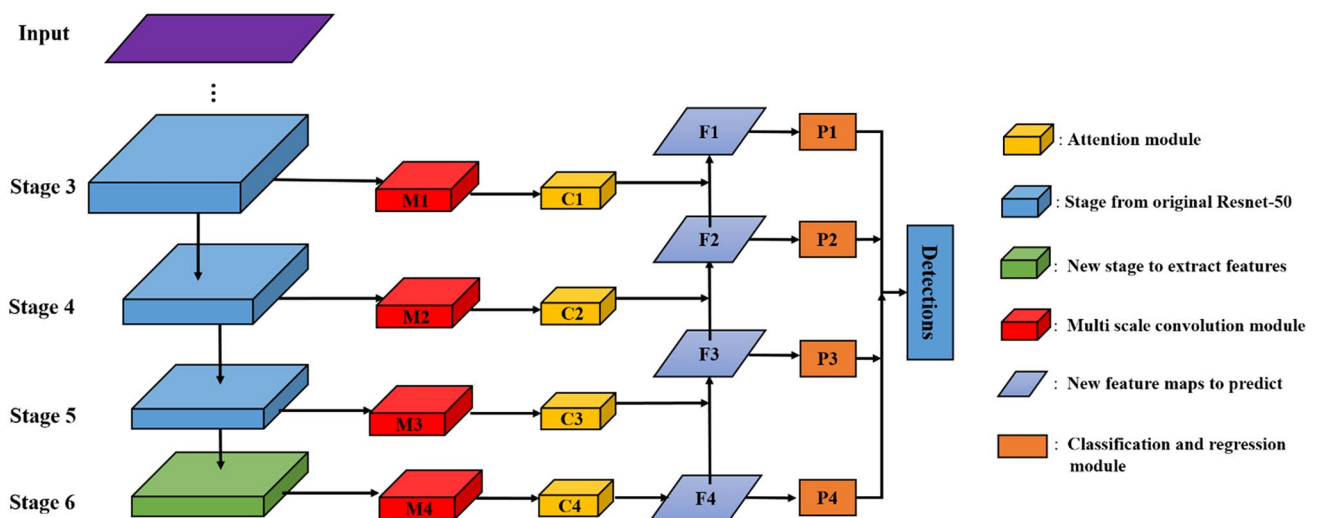 Input
...
Stage 3
M1
C1
F1
P1
Stage 4
M2
C2
F2
P2
Stage 5
M3
C3
F3
P3
Stage 6
M4
C4
F4
P4
Detections
: Attention module
: Stage from original Resnet-50
: New stage to extract features
: Multi scale convolution module
: New feature maps to predict
: Classification and regression
module